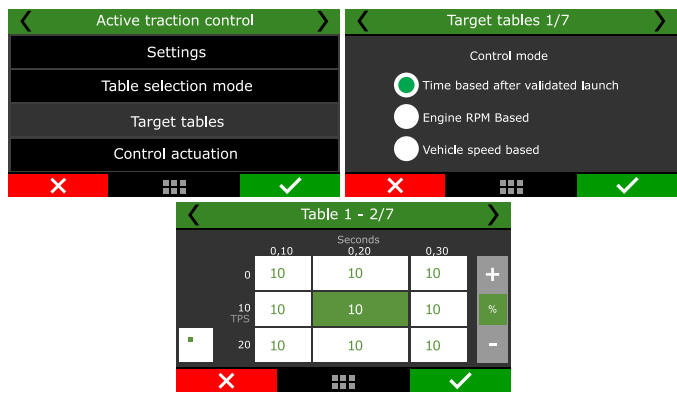 Active traction control
Settings
Table selection mode
Target tables
Control actuation
Target tables 1/7
Control mode
Time based after validated launch
Engine RPM Based
Vehicle speed based
Table 1 - 2/7
Seconds
0,10 0,20 0,30
0 10 10 10 +
10 10 10 10 %
TPS
20 10 10 10 -